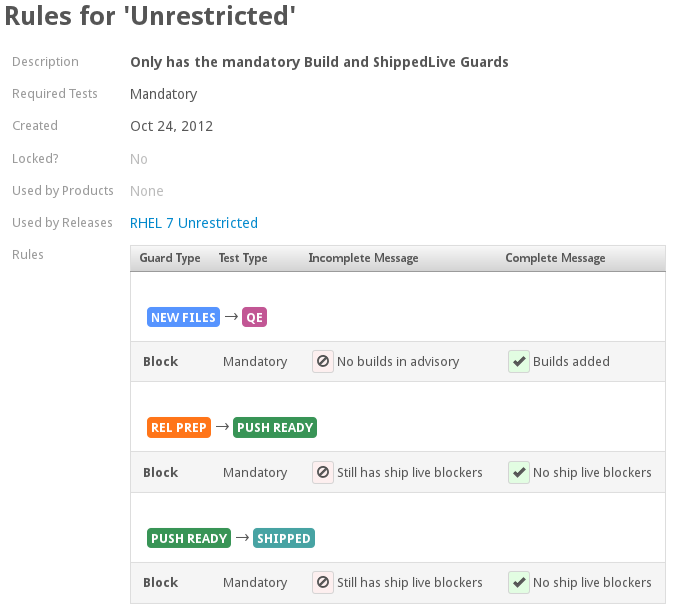 Rules for 'Unrestricted'
Description Only has the mandatory Build and ShippedLive Guards
Required Tests Mandatory
Created Oct 24, 2012
Locked? No
Used by Products None
Used by Releases RHEL 7 Unrestricted
Rules
Guard Type Test Type Incomplete Message Complete Message
NEW FILES → QE
Block Mandatory No builds in advisory Builds added
REL PREP → PUSH READY
Block Mandatory Still has ship live blockers No ship live blockers
PUSH READY → SHIPPED
Block Mandatory Still has ship live blockers No ship live blockers